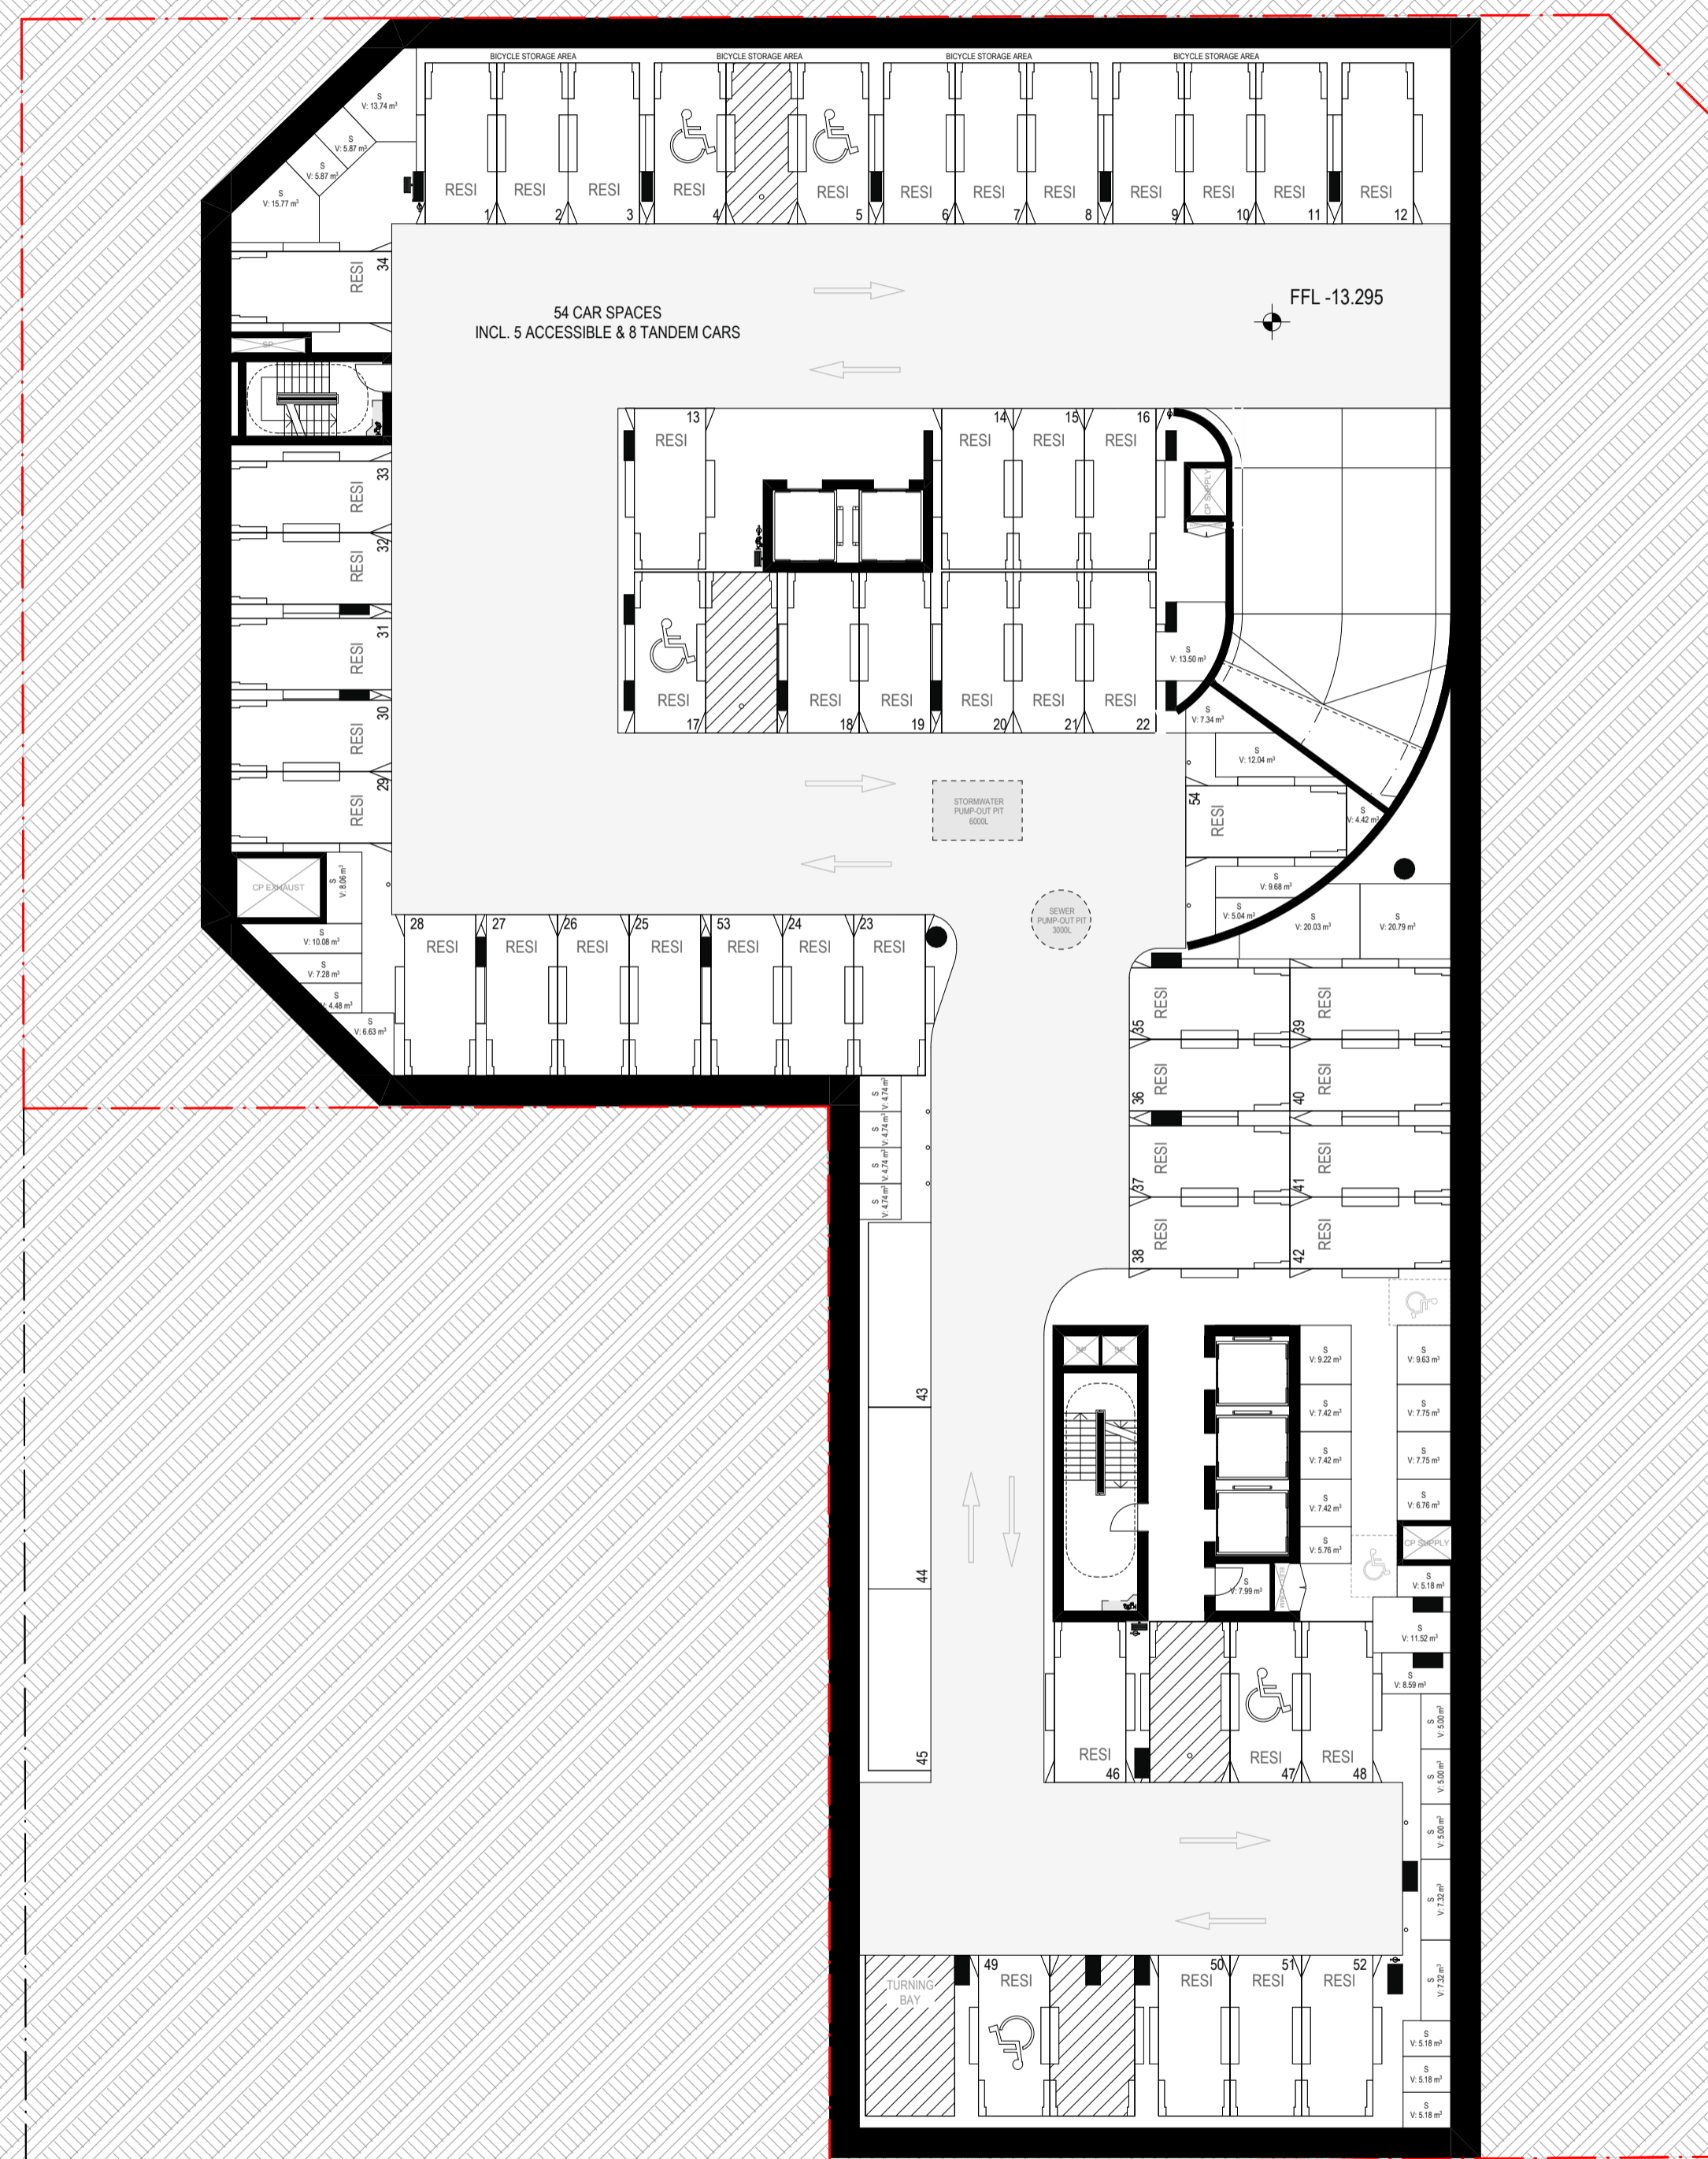 BICYCLE STORAGE AREA
BICYCLE STORAGE AREA
BICYCLE STORAGE AREA
BICYCLE STORAGE AREA
S
V: 13.74 m³
S
V: 5.87 m³
S
V: 5.87 m³
S
V: 15.77 m³
RESI
1
RESI
2
RESI
3
RESI
4
RESI
5
RESI
6
RESI
7
RESI
8
RESI
9
RESI
10
RESI
11
RESI
12
RESI
34
54 CAR SPACES
INCL. 5 ACCESSIBLE & 8 TANDEM CARS
FFL -13.295
SP
13
RESI
14
RESI
15
RESI
16
RESI
CP SUPPLY
33
RESI
32
RESI
31
RESI
30
RESI
29
RESI
RESI
17
RESI
18
RESI
19
RESI
20
RESI
21
RESI
22
S
V: 13.50 m³
S
V: 7.34 m³
S
V: 12.04 m³
54
RESI
S
V: 4.42 m³
STORMWATER
PUMP-OUT PIT
6000L
CP EXHAUST
S
V: 8.06 m³
S
V: 9.68 m³
S
V: 5.04 m³
S
V: 20.03 m³
S
V: 20.79 m³
SEWER
PUMP-OUT PIT
3000L
S
V: 10.08 m³
S
V: 7.28 m³
S
V: 4.48 m³
S
V: 6.63 m³
28
RESI
27
RESI
26
RESI
25
RESI
53
RESI
24
RESI
23
RESI
35
RESI
39
RESI
36
RESI
40
RESI
37
RESI
41
RESI
38
RESI
42
RESI
S
V: 4.74 m³
S
V: 4.74 m³
S
V: 4.74 m³
S
V: 4.74 m³
43
44
45
S
V: 9.22 m³
S
V: 9.63 m³
S
V: 7.42 m³
S
V: 7.75 m³
S
V: 7.42 m³
S
V: 7.75 m³
S
V: 7.42 m³
S
V: 6.76 m³
S
V: 5.76 m³
CP SUPPLY
S
V: 7.99 m³
S
V: 5.18 m³
S
V: 11.52 m³
S
V: 8.59 m³
RESI
46
RESI
47
RESI
48
S
V: 5.00 m³
S
V: 5.00 m³
S
V: 5.00 m³
S
V: 7.32 m³
S
V: 7.32 m³
TURNING
BAY
49
RESI
50
RESI
51
RESI
52
RESI
S
V: 5.18 m³
S
V: 5.18 m³
S
V: 5.18 m³